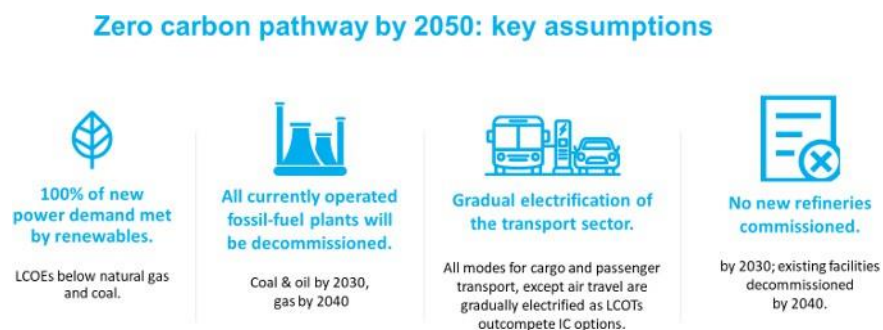 Zero carbon pathway by 2050: key assumptions
100% of new
power demand met
by renewables.
LCOEs below natural gas
and coal.
All currently operated
fossil-fuel plants will
be decommissioned.
Coal & oil by 2030,
gas by 2040
Gradual electrification of
the transport sector.
All modes for cargo and passenger
transport, except air travel are
gradually electrified as LCOTs
outcompete IC options.
No new refineries
commissioned.
by 2030; existing facilities
decommissioned
by 2040.